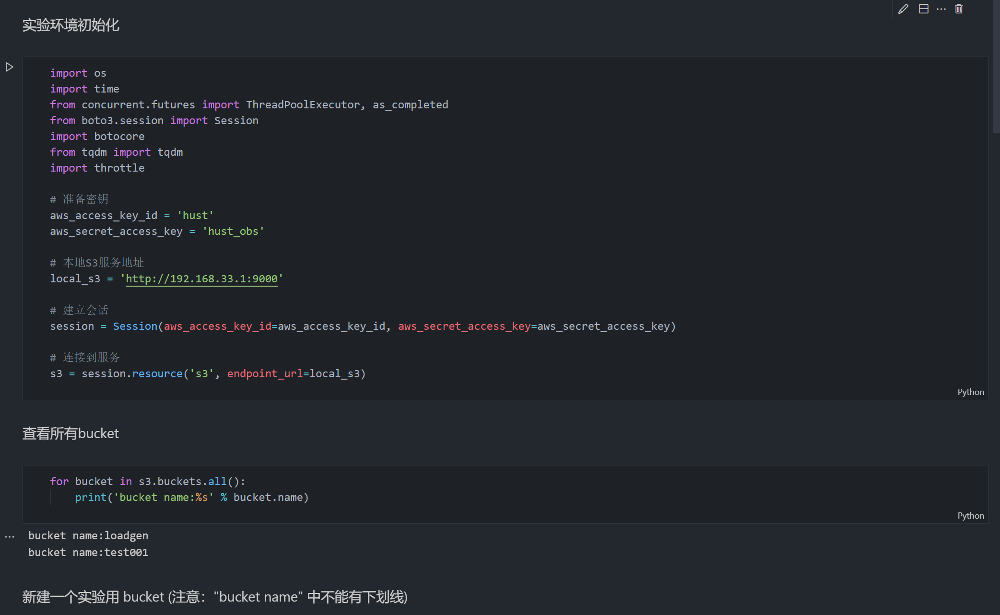 实验环境初始化
import os
import time
from concurrent.futures import ThreadPoolExecutor, as_completed
from boto3.session import Session
import botocore
from tqdm import tqdm
import throttle
# 准备密钥
aws_access_key_id = 'hust'
aws_secret_access_key = 'hust_obs'
# 本地S3服务地址
local_s3 = 'http://192.168.33.1:9000'
# 建立会话
session = Session(aws_access_key_id=aws_access_key_id, aws_secret_access_key=aws_secret_access_key)
# 连接到服务
s3 = session.resource('s3', endpoint_url=local_s3)
Python
查看所有bucket
for bucket in s3.buckets.all():
    print('bucket name:%s' % bucket.name)
Python
bucket name:loadgen
bucket name:test001
新建一个实验用 bucket (注意："bucket name" 中不能有下划线)